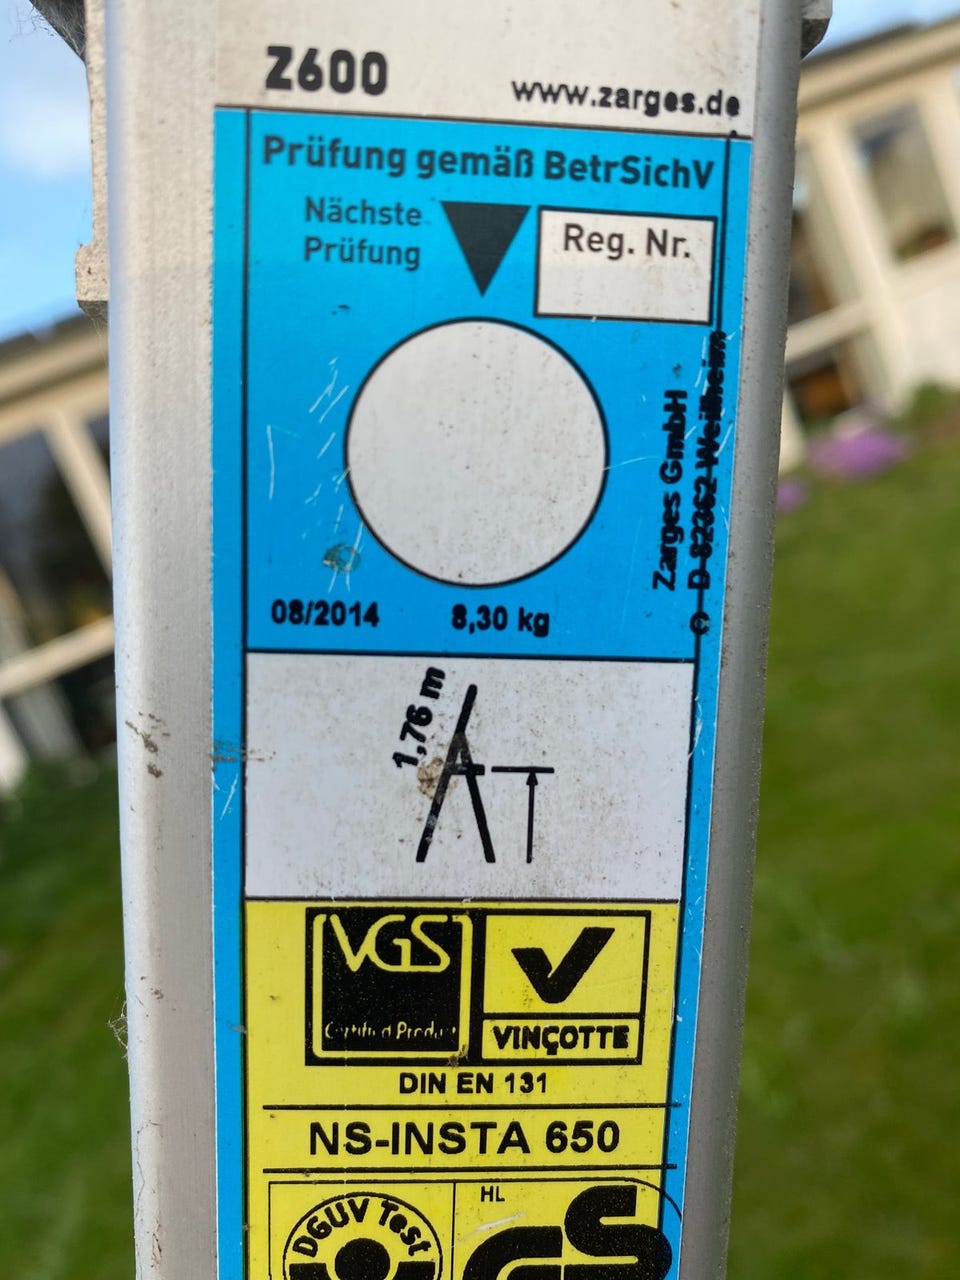 Z600
www.zarges.de
Prüfung gemäß BetrSichV
Nächste
Prüfung
Reg. Nr.
Zarges GmbH
D-82362 Weilheim
08/2014
8,30 kg
1,76 m
VGS
Certified Product
VINÇOTTE
DIN EN 131
NS-INSTA 650
DGUV Test
HL
GS